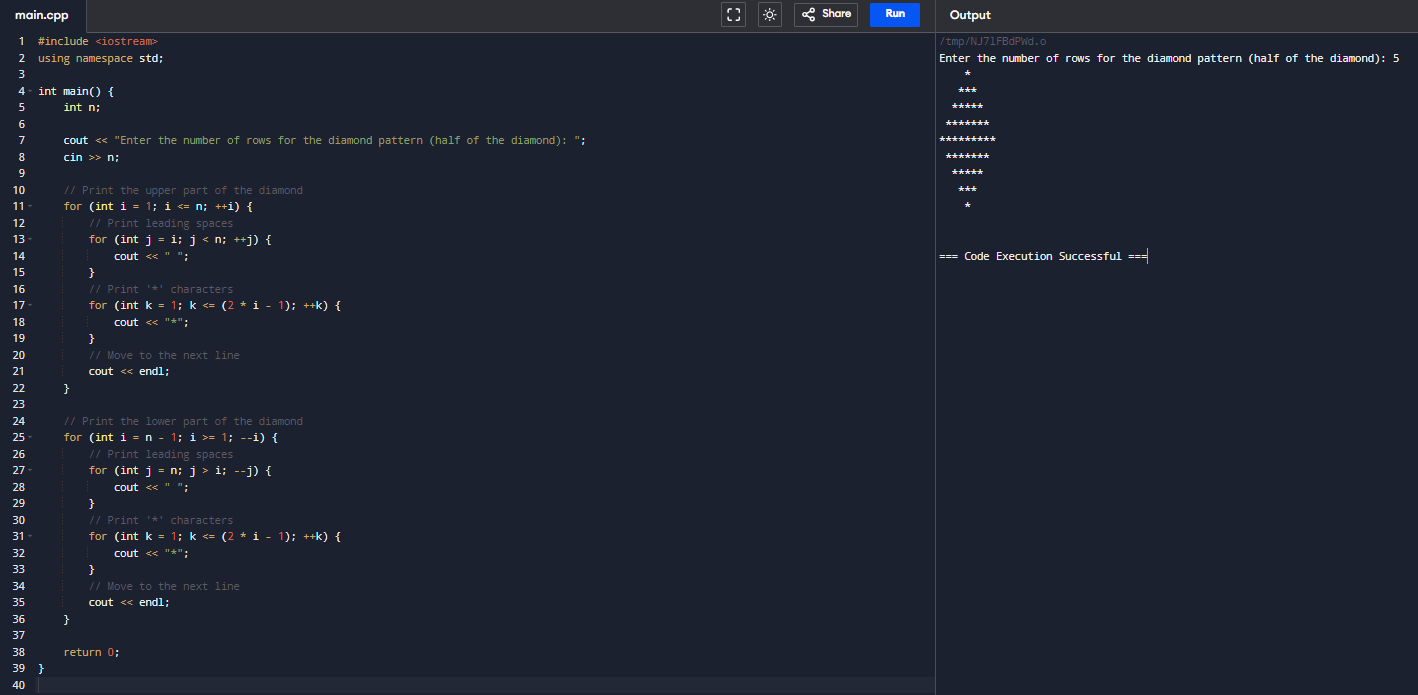 main.cpp
Share
Run
Output
1 #include <iostream>
2 using namespace std;
3
4 int main() {
5     int n;
6
7     cout << "Enter the number of rows for the diamond pattern (half of the diamond): ";
8     cin >> n;
9
10     // Print the upper part of the diamond
11     for (int i = 1; i <= n; ++i) {
12         // Print leading spaces
13         for (int j = i; j < n; ++j) {
14             cout << " ";
15         }
16         // Print '*' characters
17         for (int k = 1; k <= (2 * i - 1); ++k) {
18             cout << "*";
19         }
20         // Move to the next line
21         cout << endl;
22     }
23
24     // Print the lower part of the diamond
25     for (int i = n - 1; i >= 1; --i) {
26         // Print leading spaces
27         for (int j = n; j > i; --j) {
28             cout << " ";
29         }
30         // Print '*' characters
31         for (int k = 1; k <= (2 * i - 1); ++k) {
32             cout << "*";
33         }
34         // Move to the next line
35         cout << endl;
36     }
37
38     return 0;
39 }
40
/tmp/NJ7lFBdPWd.o
Enter the number of rows for the diamond pattern (half of the diamond): 5
    *
   ***
  *****
 *******
*********
 *******
  *****
   ***
    *
=== Code Execution Successful ===